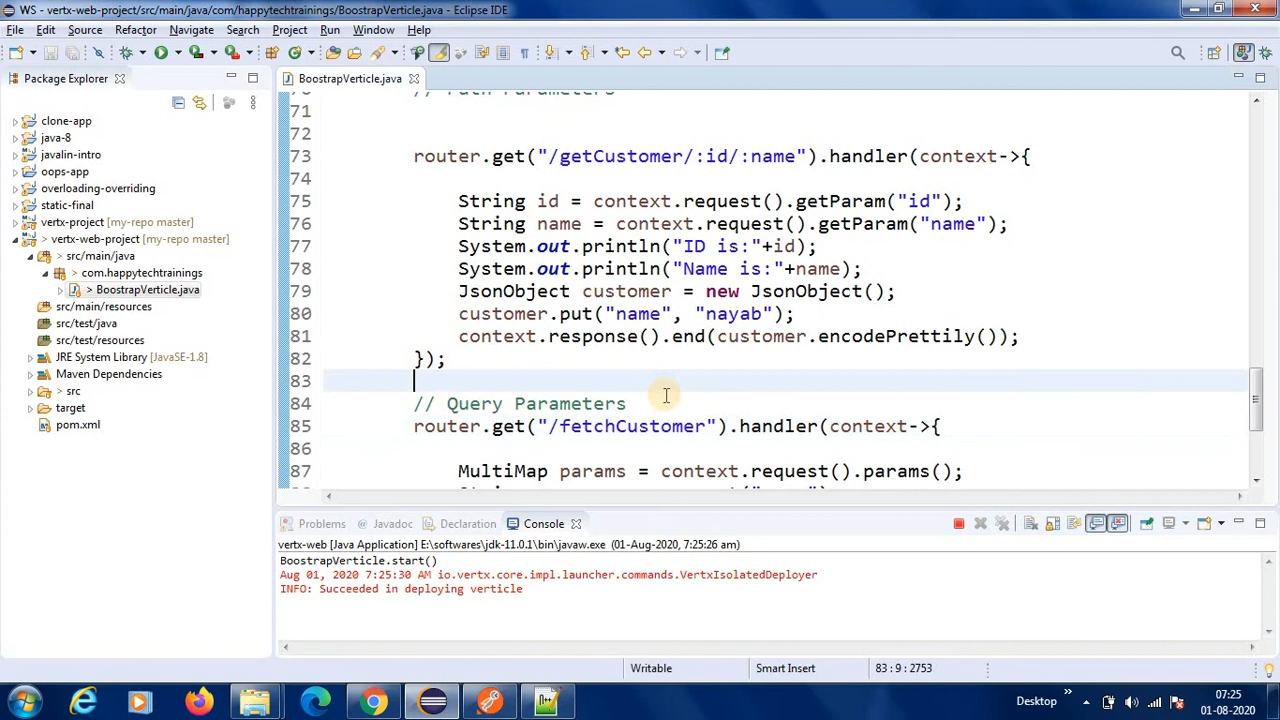 WS - vertx-web-project/src/main/java/com/happytechtrainings/BoostrapVerticle.java - Eclipse IDE
File Edit Source Refactor Navigate Search Project Run Window Help
Package Explorer
BoostrapVerticle.java
clone-app
java-8
javalin-intro
oops-app
overloading-overriding
static-final
vertx-project [my-repo master]
> vertx-web-project [my-repo master]
> src/main/java
> com.happytechtrainings
> BoostrapVerticle.java
src/main/resources
src/test/java
src/test/resources
JRE System Library [JavaSE-1.8]
Maven Dependencies
src
target
pom.xml
70 // Path Parameters
71
72
73 router.get("/getCustomer/:id/:name").handler(context->{
74
75 String id = context.request().getParam("id");
76 String name = context.request().getParam("name");
77 System.out.println("ID is:"+id);
78 System.out.println("Name is:"+name);
79 JsonObject customer = new JsonObject();
80 customer.put("name", "nayab");
81 context.response().end(customer.encodePrettily());
82 });
83
84 // Query Parameters
85 router.get("/fetchCustomer").handler(context->{
86
87 MultiMap params = context.request().params();
Problems Javadoc Declaration Console
vertx-web [Java Application] E:\softwares\jdk-11.0.1\bin\javaw.exe (01-Aug-2020, 7:25:26 am)
BoostrapVerticle.start()
Aug 01, 2020 7:25:30 AM io.vertx.core.impl.launcher.commands.VertxIsolatedDeployer
INFO: Succeeded in deploying verticle
Writable Smart Insert 83 : 9 : 2753
Desktop
07:25
01-08-2020